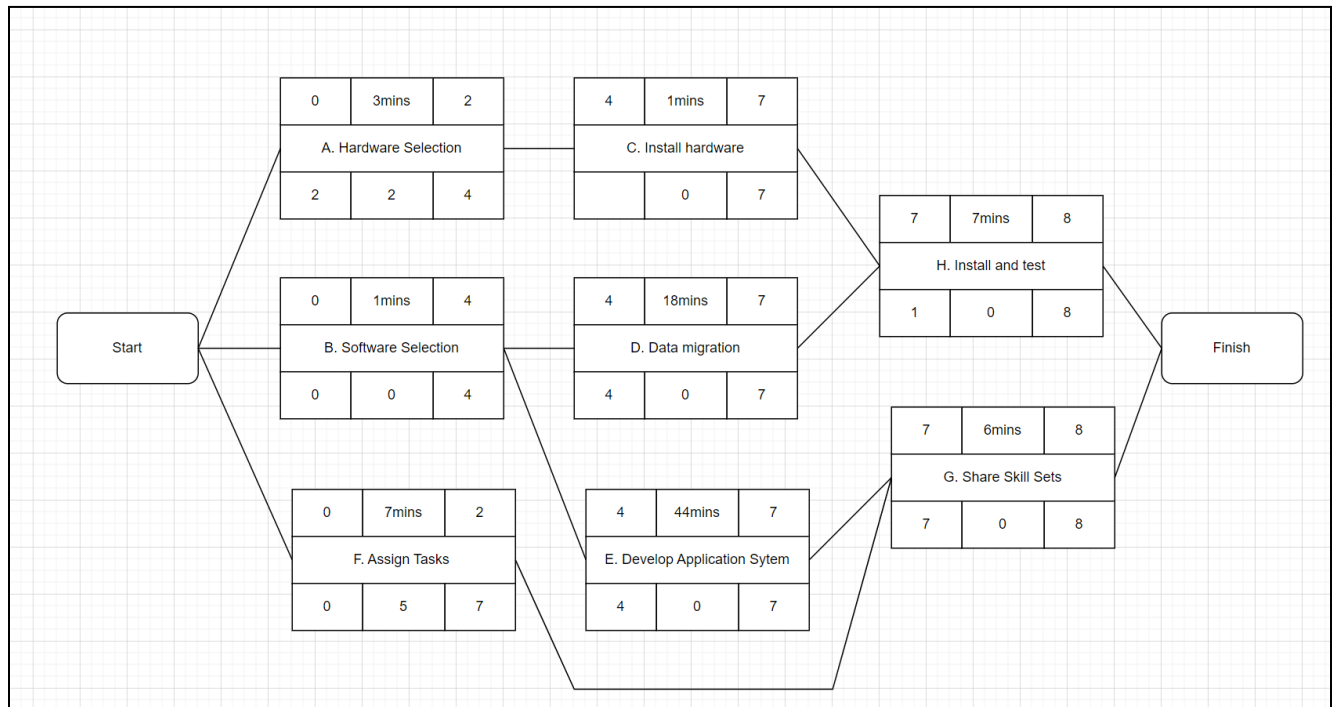 0 3mins 2
A. Hardware Selection
2 2 4
4 1mins 7
C. Install hardware
0 7
7 7mins 8
H. Install and test
1 0 8
Start
0 1mins 4
B. Software Selection
0 0 4
4 18mins 7
D. Data migration
4 0 7
Finish
7 6mins 8
G. Share Skill Sets
7 0 8
0 7mins 2
F. Assign Tasks
0 5 7
4 44mins 7
E. Develop Application Sytem
4 0 7